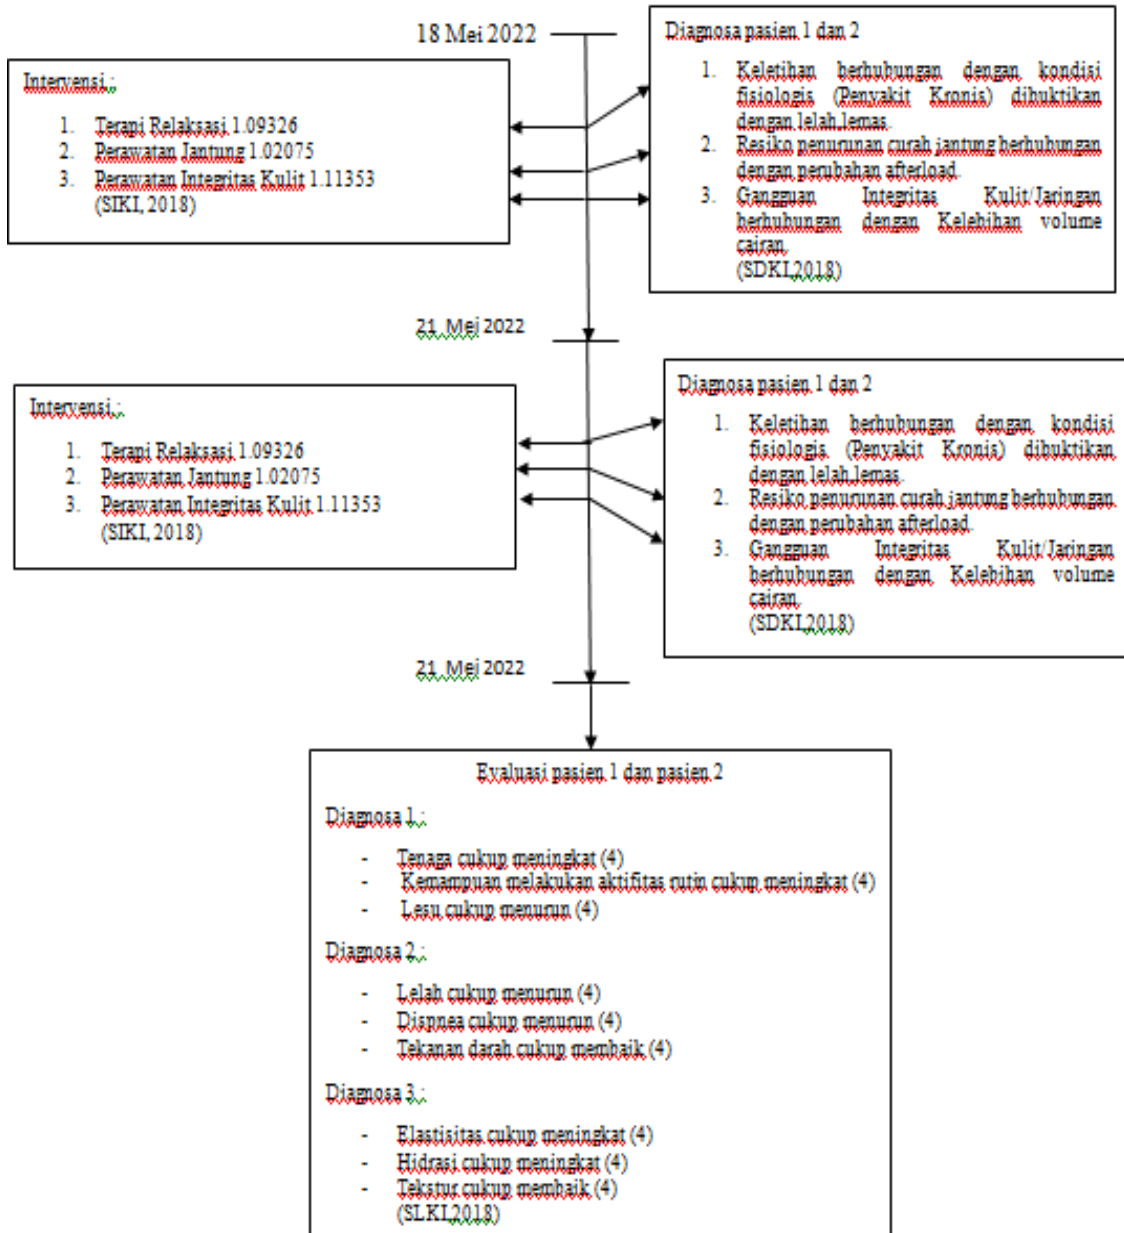 18 Mei 2022
Diagnosa pasien 1 dan 2
1. Keletihan berhubungan dengan kondisi
fisiologis (Penyakit Kronis) dibuktikan
dengan lelah,lemas.
2. Resiko penurunan curah jantung berhubungan
dengan perubahan afterload.
3. Gangguan Integritas Kulit/Jaringan
berhubungan dengan Kelebihan volume
cairan.
(SDKI,2018)
Intervensi :
1. Terapi Relaksasi 1.09326
2. Perawatan Jantung 1.02075
3. Perawatan Integritas Kulit 1.11353
(SIKI, 2018)
21 Mei 2022
Diagnosa pasien 1 dan 2
1. Keletihan berhubungan dengan kondisi
fisiologis (Penyakit Kronis) dibuktikan
dengan lelah,lemas.
2. Resiko penurunan curah jantung berhubungan
dengan perubahan afterload.
3. Gangguan Integritas Kulit/Jaringan
berhubungan dengan Kelebihan volume
cairan.
(SDKI,2018)
Intervensi :
1. Terapi Relaksasi 1.09326
2. Perawatan Jantung 1.02075
3. Perawatan Integritas Kulit 1.11353
(SIKI, 2018)
21 Mei 2022
Evaluasi pasien 1 dan pasien 2
Diagnosa 1 :
- Tenaga cukup meningkat (4)
- Kemampuan melakukan aktifitas rutin cukup meningkat (4)
- Lesu cukup menurun (4)
Diagnosa 2 :
- Lelah cukup menurun (4)
- Dispnea cukup menurun (4)
- Tekanan darah cukup membaik (4)
Diagnosa 3 :
- Elastisitas cukup meningkat (4)
- Hidrasi cukup meningkat (4)
- Tekstur cukup membaik (4)
(SLKI,2018)